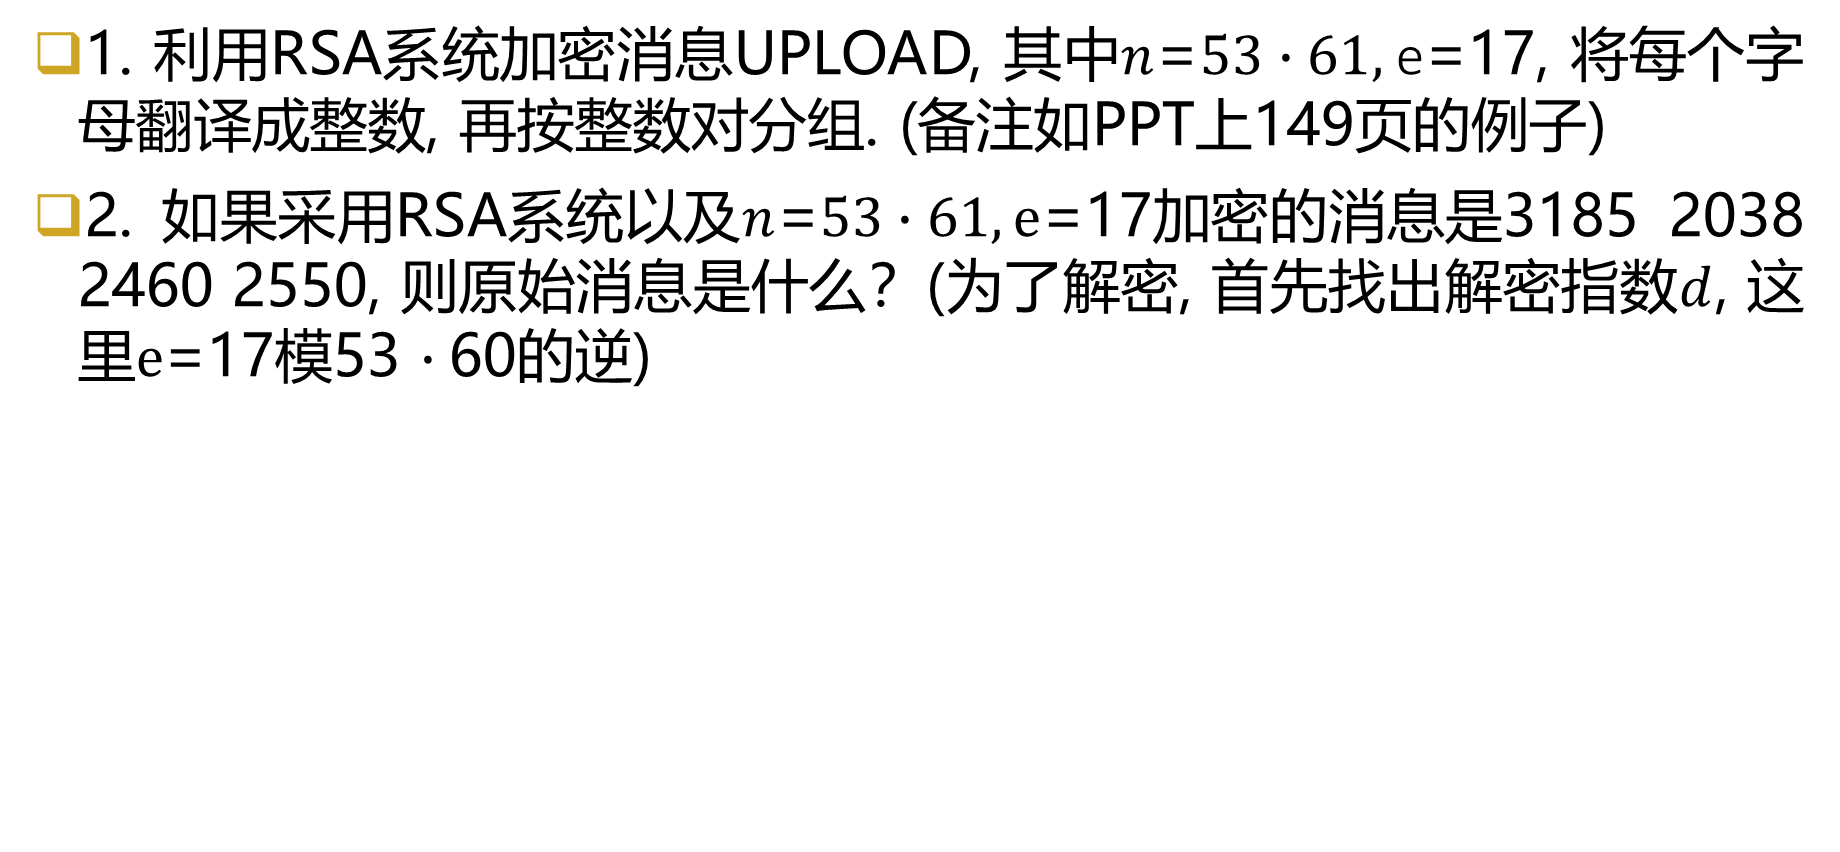 1. 利用RSA系统加密消息UPLOAD, 其中n=53 · 61, e=17, 将每个字
母翻译成整数, 再按整数对分组. (备注如PPT上149页的例子)
2. 如果采用RSA系统以及n=53 · 61, e=17加密的消息是3185 2038
2460 2550, 则原始消息是什么？(为了解密, 首先找出解密指数d, 这
里e=17模53 · 60的逆)